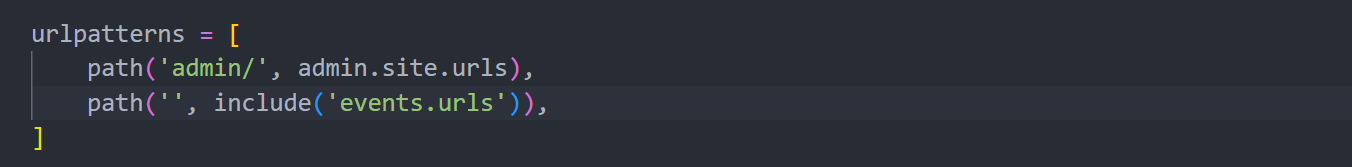 urlpatterns = [
    path('admin/', admin.site.urls),
    path('', include('events.urls')),
]